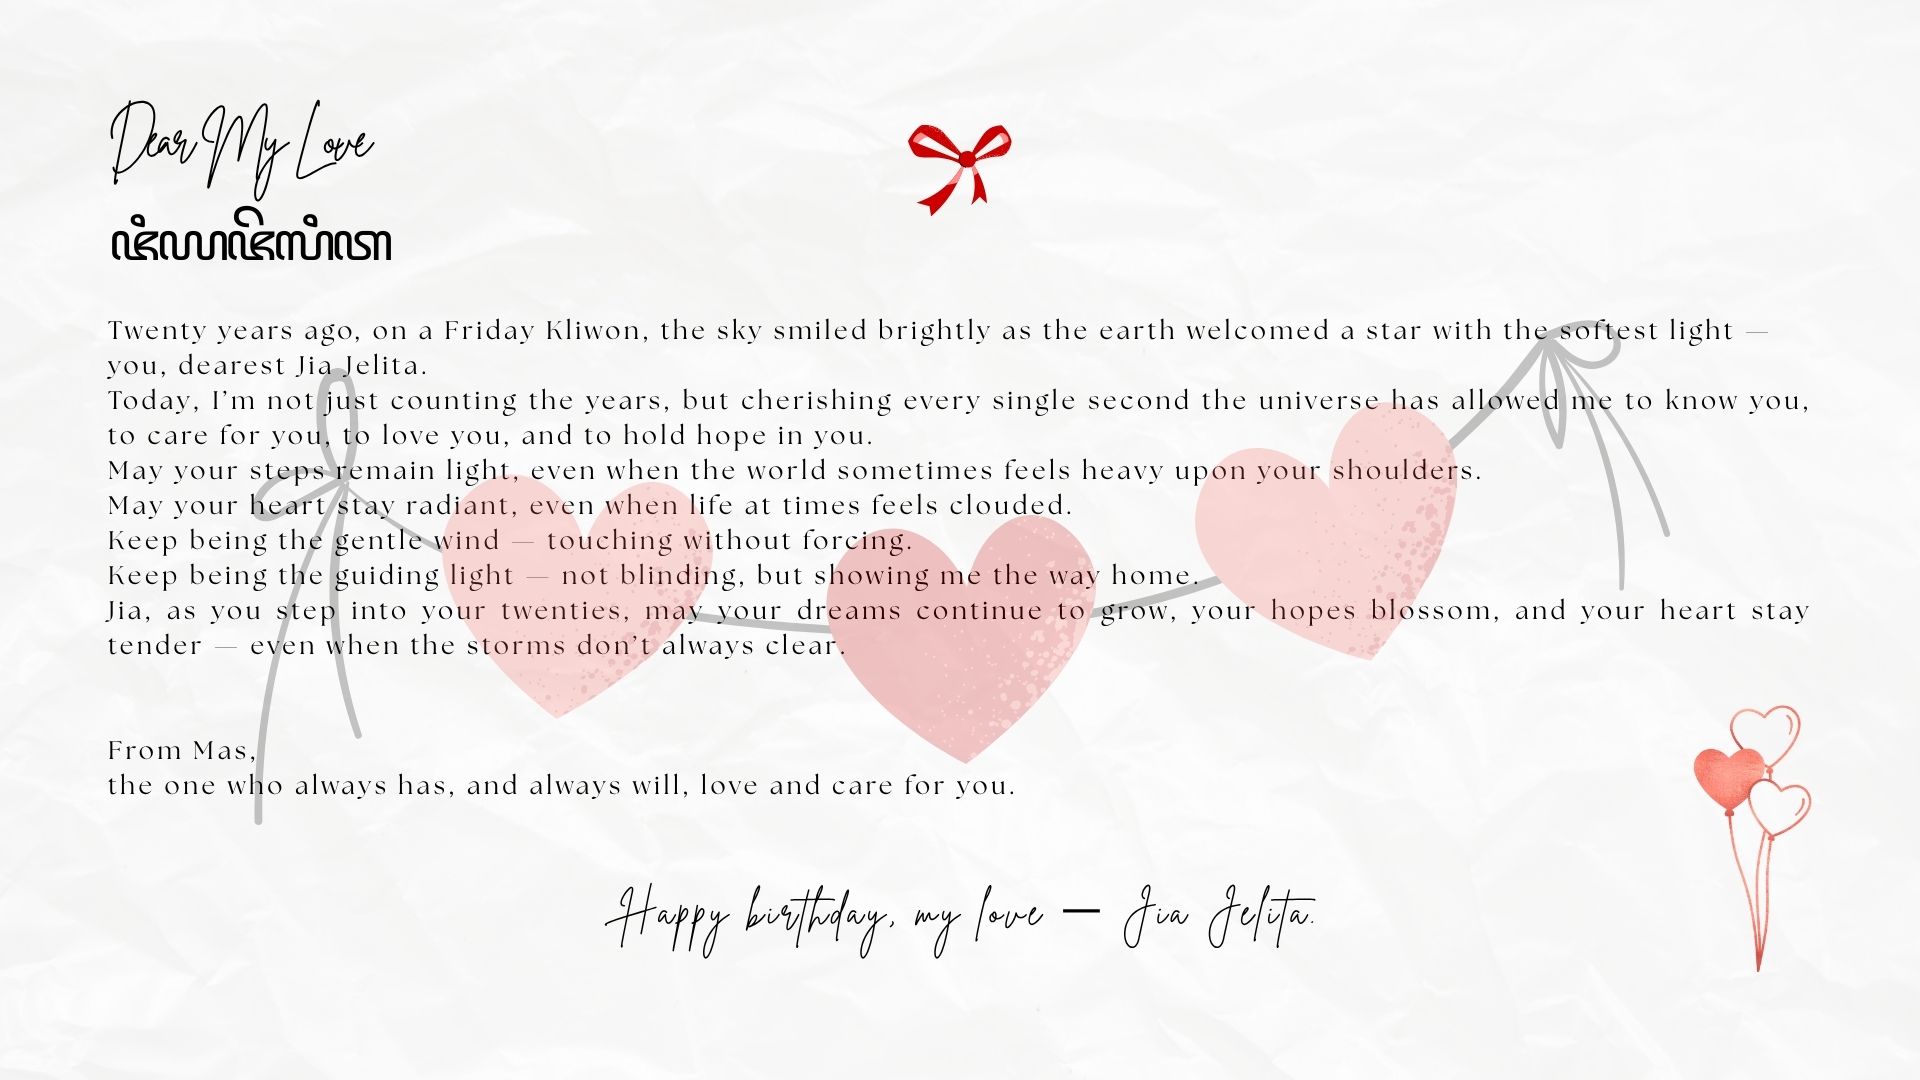 Dear My Love
ꦗꦶꦪꦗꦼꦭꦶꦠ
Twenty years ago, on a Friday Kliwon, the sky smiled brightly as the earth welcomed a star with the softest light —
you, dearest Jia Jelita.
Today, I’m not just counting the years, but cherishing every single second the universe has allowed me to know you,
to care for you, to love you, and to hold hope in you.
May your steps remain light, even when the world sometimes feels heavy upon your shoulders.
May your heart stay radiant, even when life at times feels clouded.
Keep being the gentle wind — touching without forcing.
Keep being the guiding light — not blinding, but showing me the way home.
Jia, as you step into your twenties, may your dreams continue to grow, your hopes blossom, and your heart stay
tender — even when the storms don’t always clear.
From Mas,
the one who always has, and always will, love and care for you.
Happy birthday, my love — Jia Jelita.